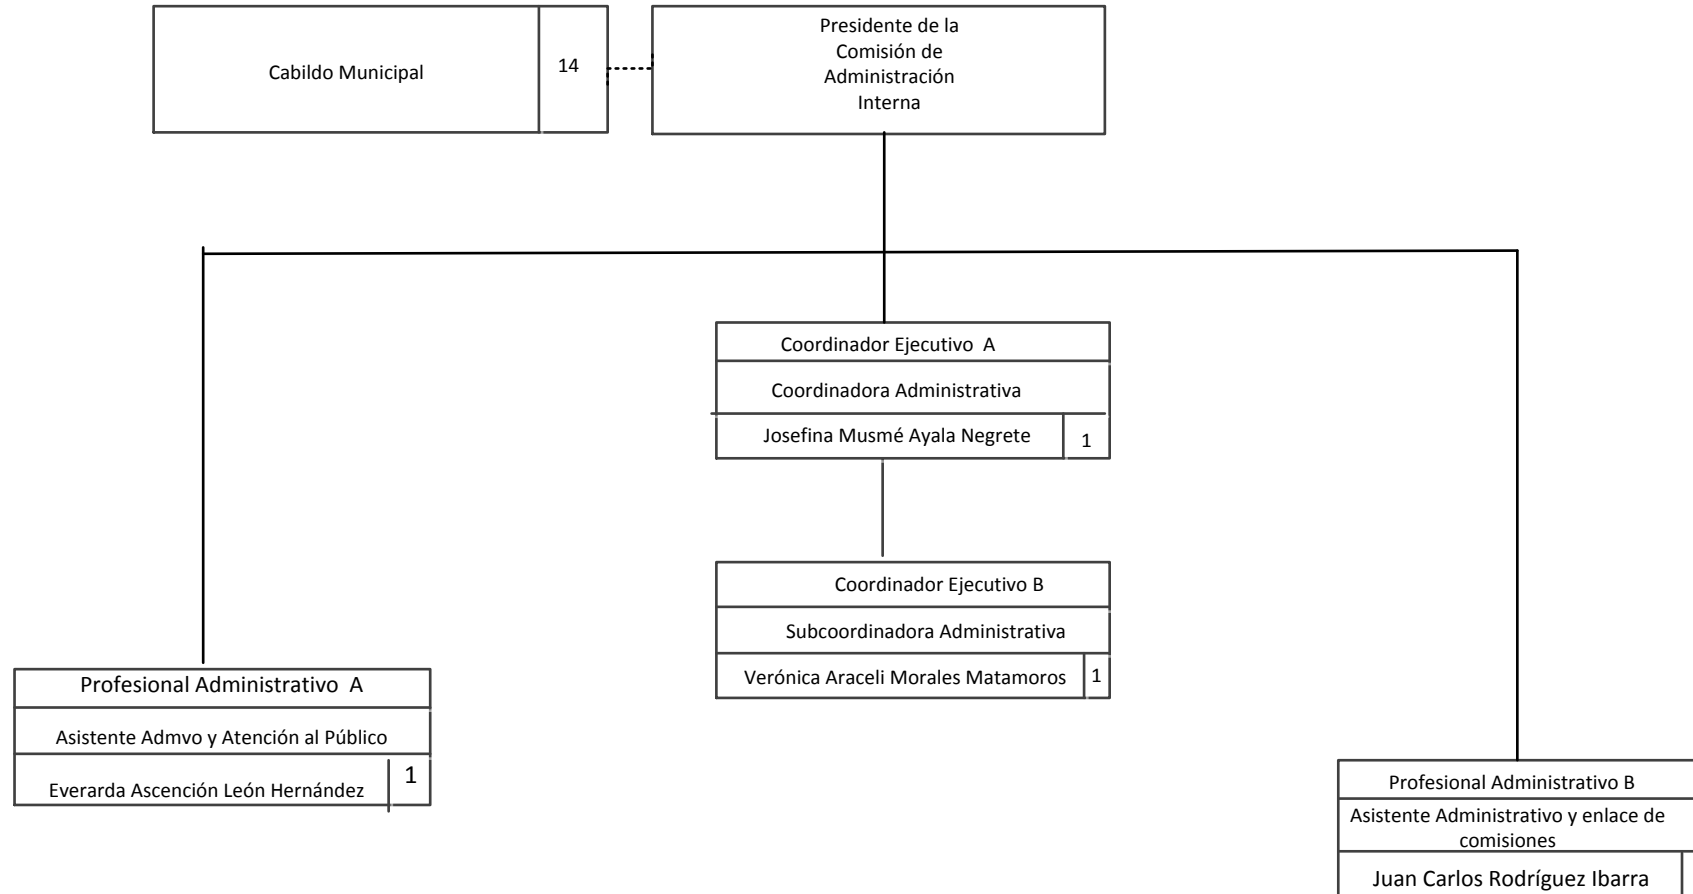 Cabildo Municipal
14
Presidente de la
Comisión de
Administración
Interna
Coordinador Ejecutivo A
Coordinadora Administrativa
Josefina Musmé Ayala Negrete
1
Coordinador Ejecutivo B
Subcoordinadora Administrativa
Verónica Araceli Morales Matamoros
1
Profesional Administrativo A
Asistente Admvo y Atención al Público
Everarda Ascención León Hernández
1
Profesional Administrativo B
Asistente Administrativo y enlace de
comisiones
Juan Carlos Rodríguez Ibarra